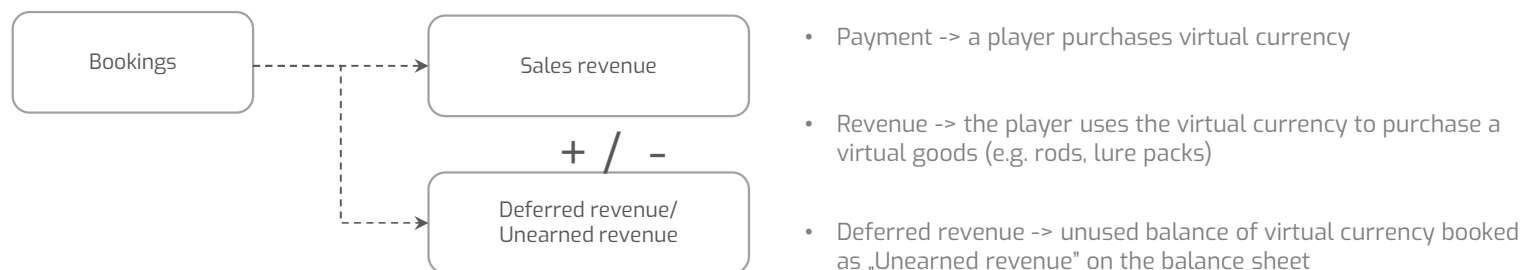 Bookings
Sales revenue
+ / -
Deferred revenue/
Unearned revenue
• Payment -> a player purchases virtual currency
• Revenue -> the player uses the virtual currency to purchase a
virtual goods (e.g. rods, lure packs)
• Deferred revenue -> unused balance of virtual currency booked
as „Unearned revenue” on the balance sheet